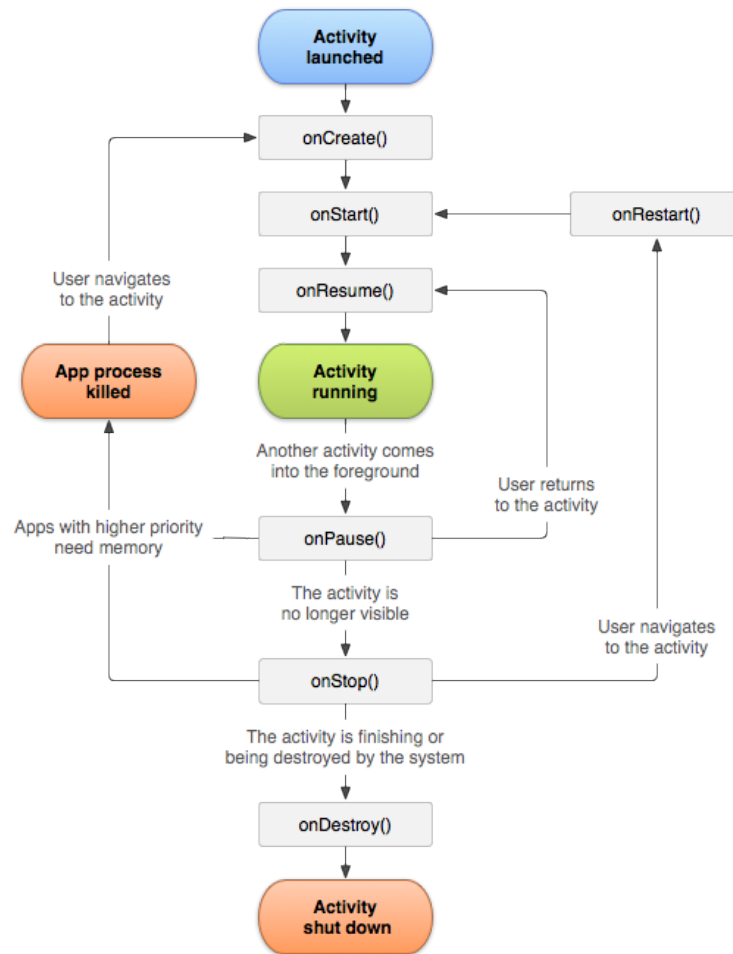 Activity
launched
onCreate()
onStart()
onRestart()
User navigates
to the activity
onResume()
App process
killed
Activity
running
Another activity comes
into the foreground
User returns
to the activity
Apps with higher priority
need memory
onPause()
The activity is
no longer visible
User navigates
to the activity
onStop()
The activity is finishing or
being destroyed by the system
onDestroy()
Activity
shut down